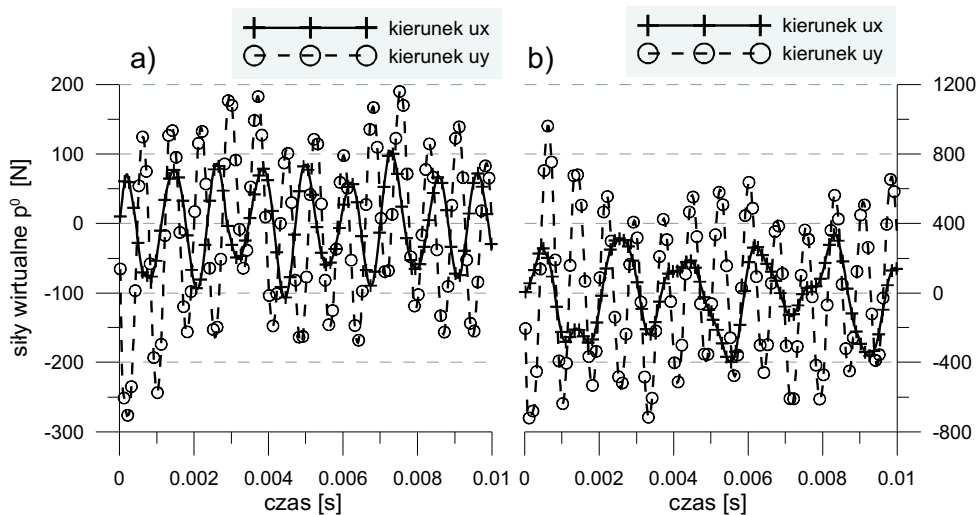 kierunek ux
kierunek uy
kierunek ux
kierunek uy
a)
b)
200
100
0
-100
-200
-300
siły wirtualne p⁰ [N]
1200
800
400
0
-400
-800
0 0.002 0.004 0.006 0.008 0.01
0 0.002 0.004 0.006 0.008 0.01
czas [s]
czas [s]